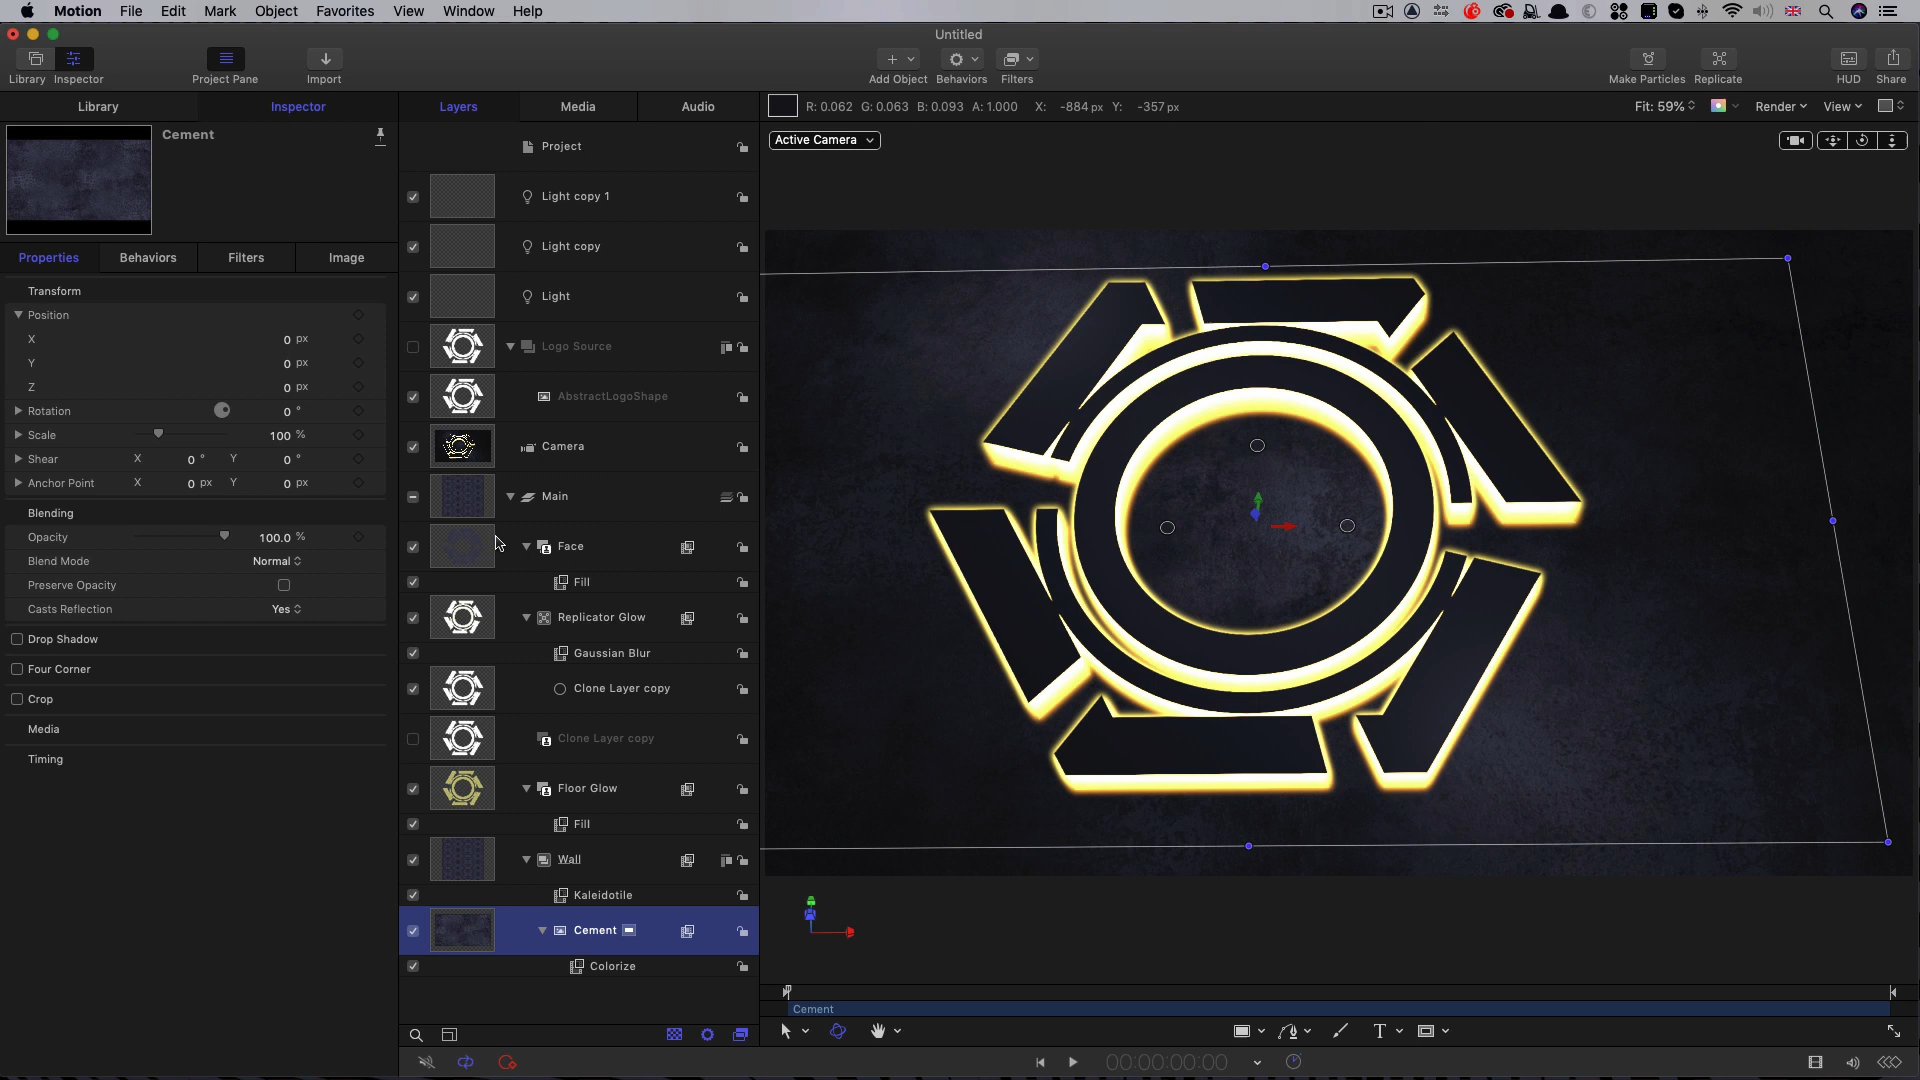 Motion File Edit Mark Object Favorites View Window Help
Untitled
Library Inspector Project Pane Import Add Object Behaviors Filters Make Particles Replicate HUD Share
Library Inspector Layers Media Audio R: 0.062 G: 0.063 B: 0.093 A: 1.000 X: -884 px Y: -357 px Fit: 59% Render View
Cement
Active Camera
Properties Behaviors Filters Image
Transform
Position
X 0 px
Y 0 px
Z 0 px
Rotation 0 °
Scale 100 %
Shear X 0 ° Y 0 °
Anchor Point X 0 px Y 0 px
Blending
Opacity 100.0 %
Blend Mode Normal
Preserve Opacity
Casts Reflection Yes
Drop Shadow
Four Corner
Crop
Media
Timing
Project
Light copy 1
Light copy
Light
Logo Source
AbstractLogoShape
Camera
Main
Face
Fill
Replicator Glow
Gaussian Blur
Clone Layer copy
Clone Layer copy
Floor Glow
Fill
Wall
Kaleidotile
Cement
Colorize
Cement
T
00:00:00:00